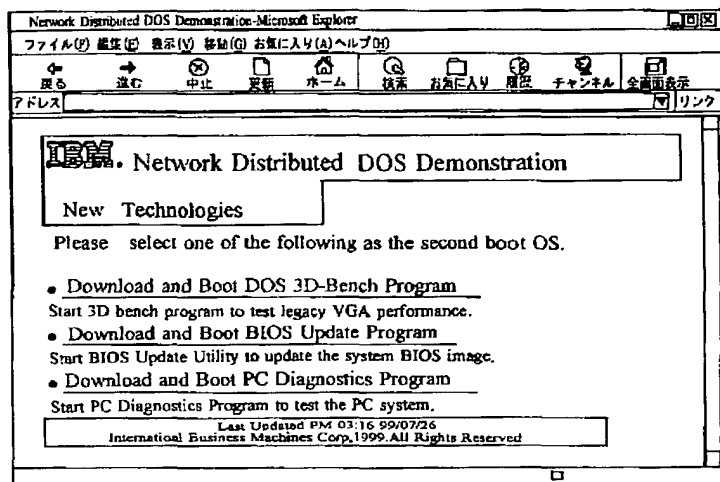 Network Distributed DOS Demonstration-Microsoft Explorer
ファイル(F) 編集(E) 表示(V) 移動(G) お気に入り(A) ヘルプ(H)
戻る 進む 中止 更新 ホーム 検索 お気に入り 履歴 チャンネル 全画面表示
アドレス リンク
IBM. Network Distributed DOS Demonstration
New Technologies
Please select one of the following as the second boot OS.
• Download and Boot DOS 3D-Bench Program
Start 3D bench program to test legacy VGA performance.
• Download and Boot BIOS Update Program
Start BIOS Update Utility to update the system BIOS image.
• Download and Boot PC Diagnostics Program
Start PC Diagnostics Program to test the PC system.
Last Updated PM 03:16 99/07/26
International Business Machines Corp,1999.All Rights Reserved